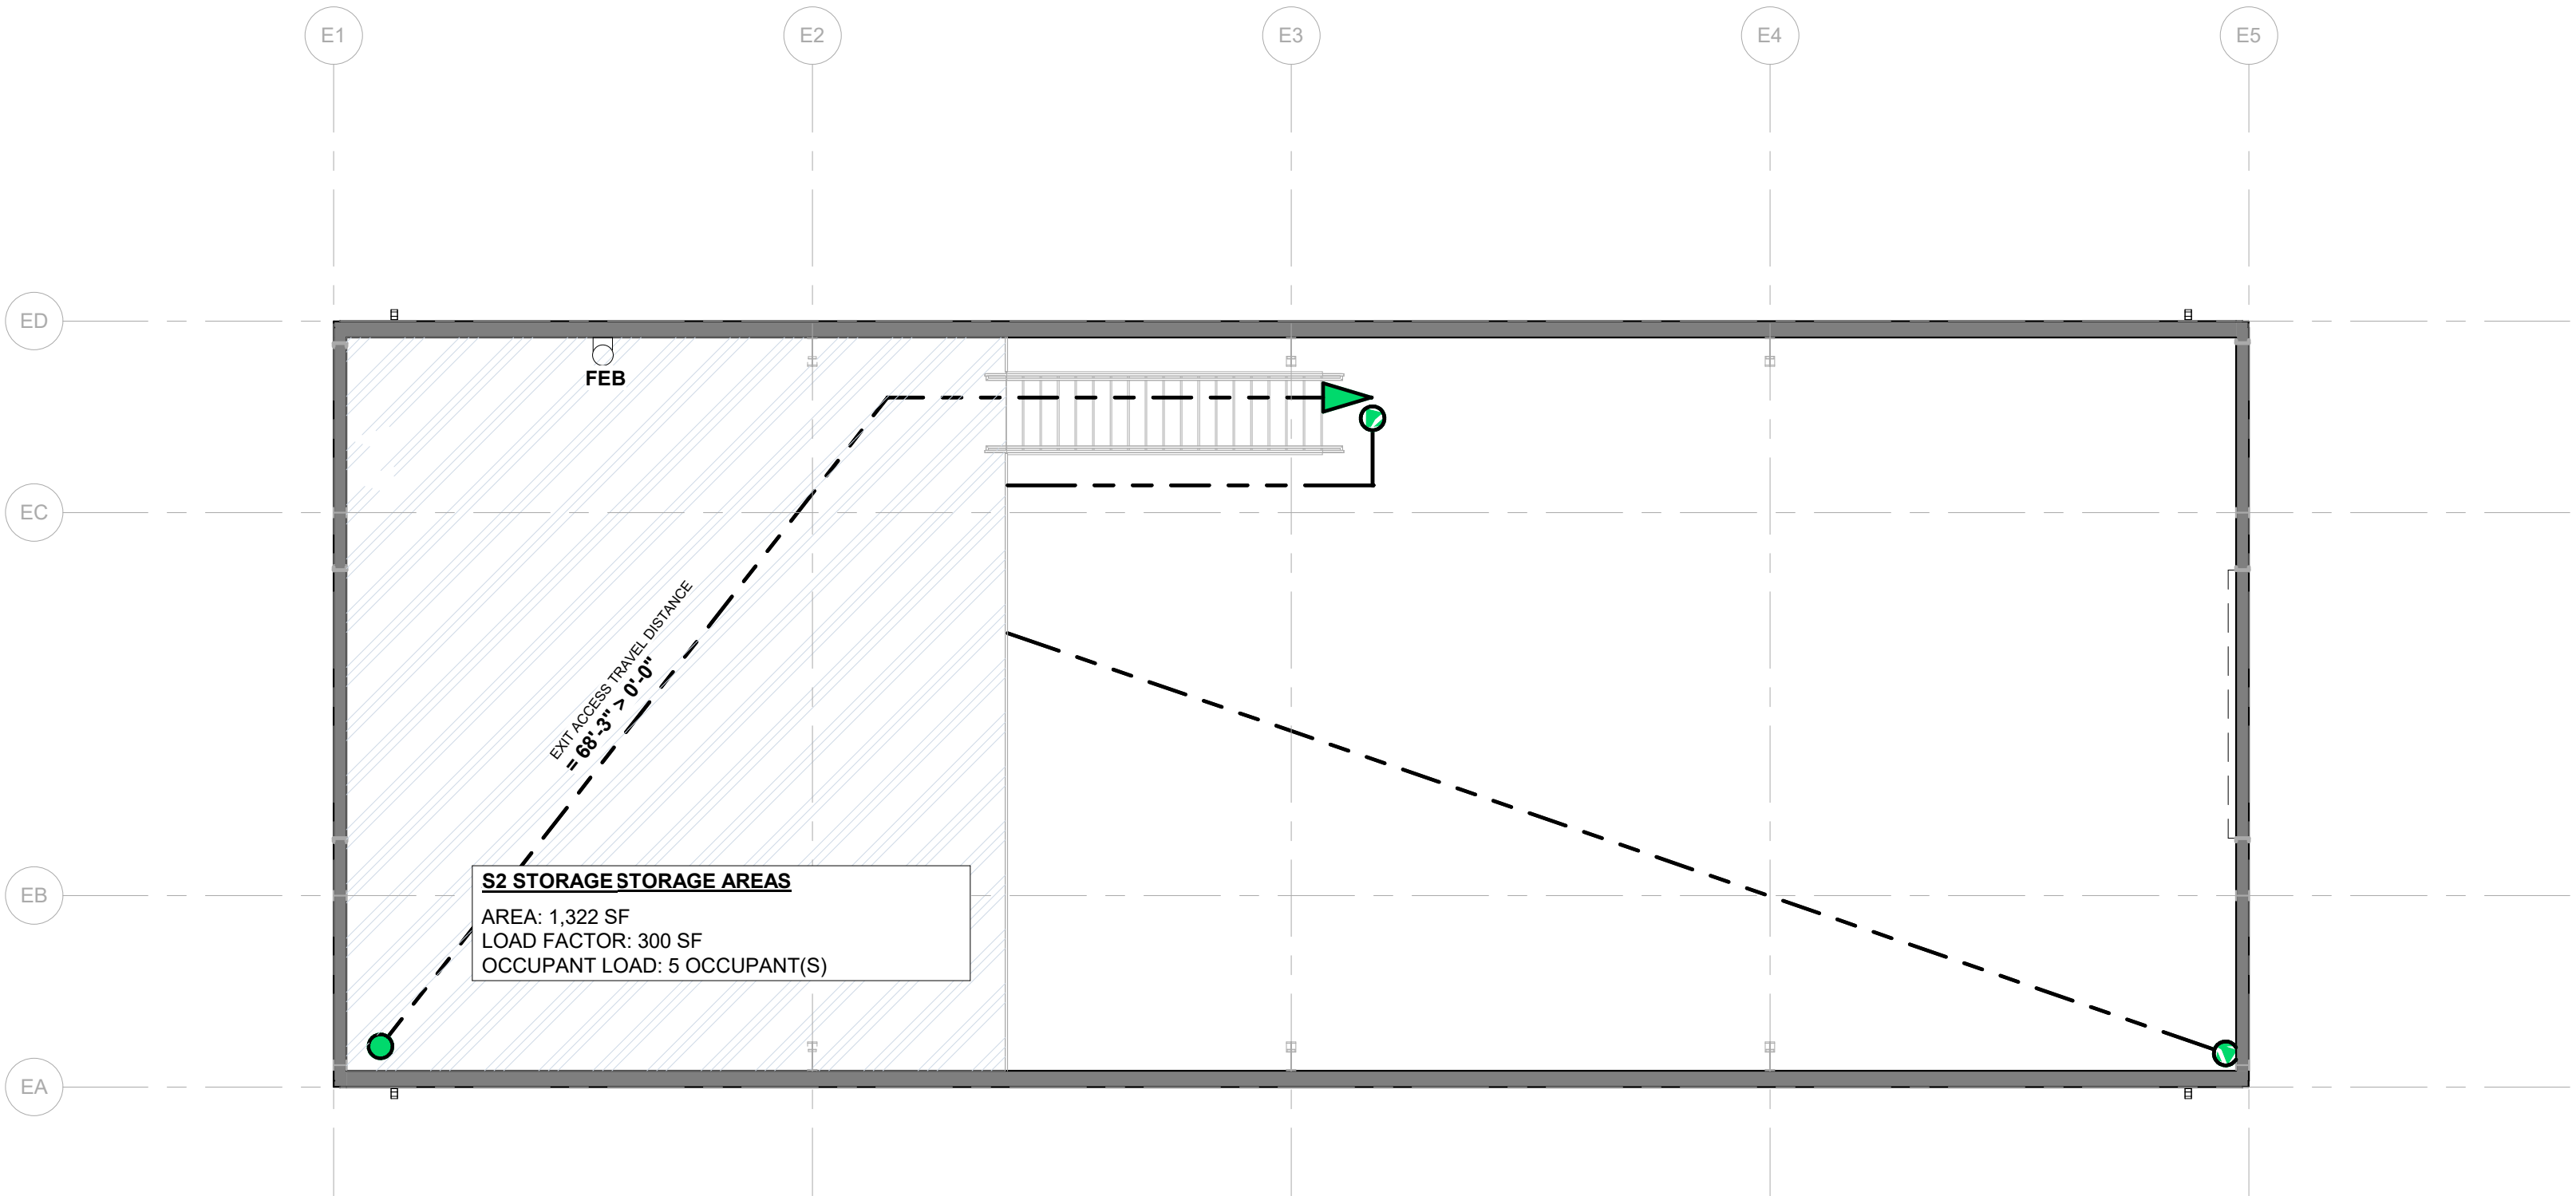 E1
E2
E3
E4
E5
ED
FEB
EC
EXIT ACCESS TRAVEL DISTANCE
= 68'-3" > 0'-0"
EB
S2 STORAGE STORAGE AREAS
AREA: 1,322 SF
LOAD FACTOR: 300 SF
OCCUPANT LOAD: 5 OCCUPANT(S)
EA